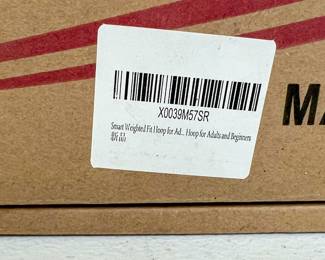 X0039M57SR
Smart Weighted Fit Hoop for Ad... Hoop for Adults and Beginners
MA